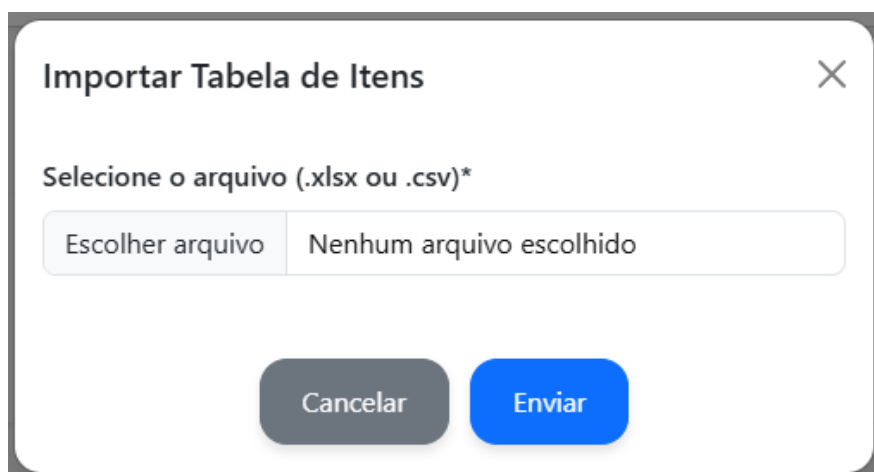 Importar Tabela de Itens
Selecione o arquivo (.xlsx ou .csv)*
Escolher arquivo Nenhum arquivo escolhido
Cancelar Enviar